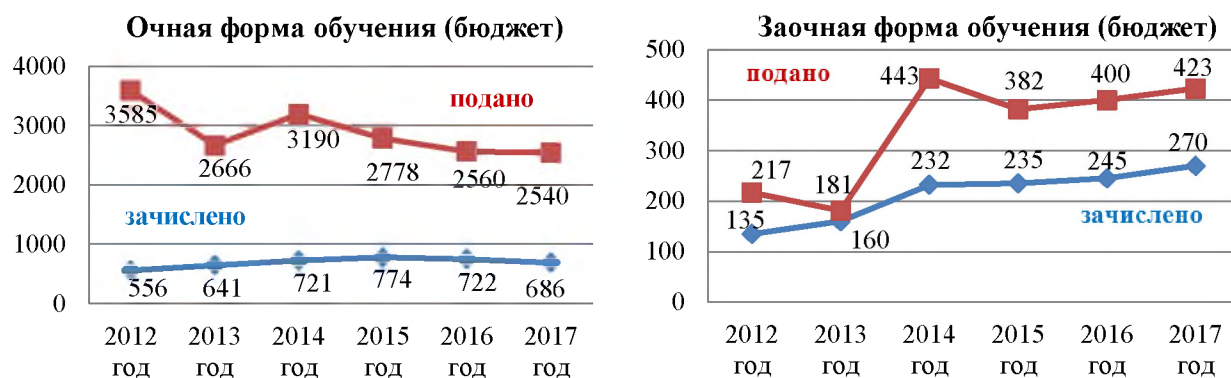 Очная форма обучения (бюджет)
4000
3000
2000
1000
0
подано
3585
2666
3190
2778
2560
2540
зачислено
556
641
721
774
722
686
2012 год
2013 год
2014 год
2015 год
2016 год
2017 год
Заочная форма обучения (бюджет)
500
400
300
200
100
0
подано
217
181
443
382
400
423
135
160
232
235
245
270
зачислено
2012 год
2013 год
2014 год
2015 год
2016 год
2017 год